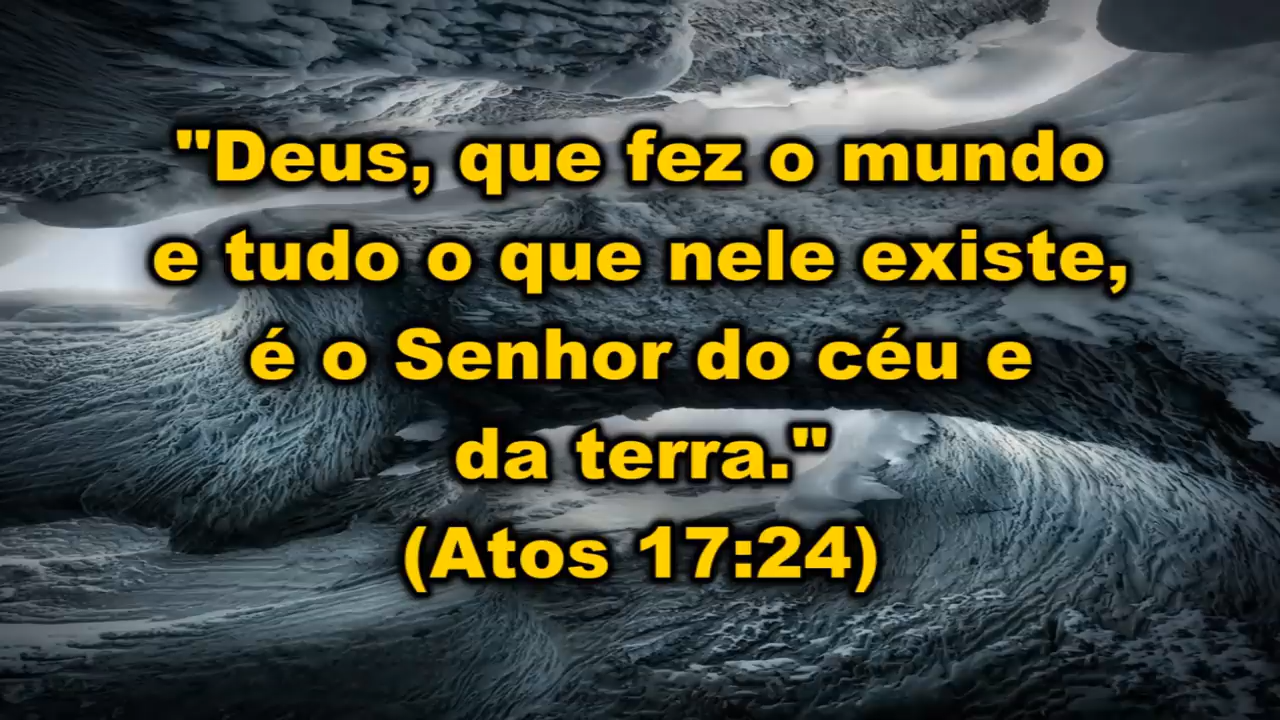 "Deus, que fez o mundo
e tudo o que nele existe,
é o Senhor do céu e
da terra."
(Atos 17:24)